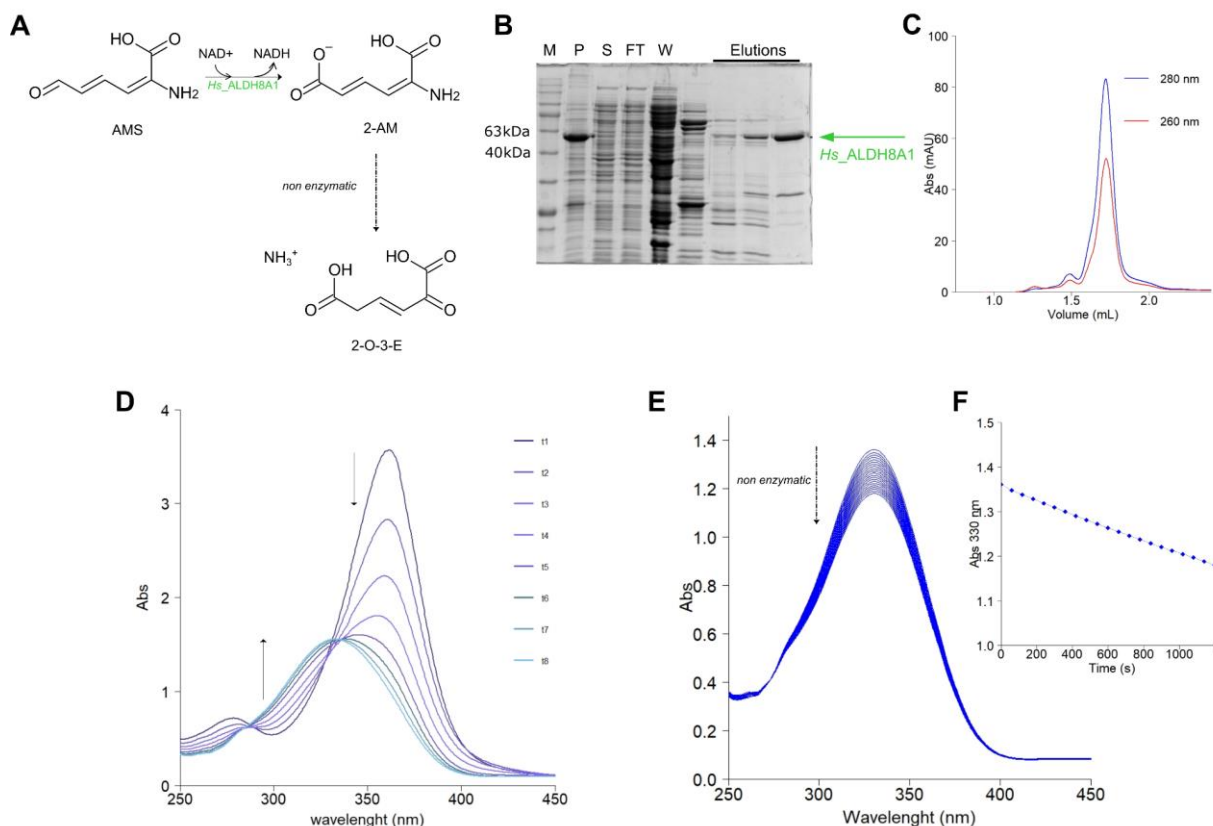 A
HO
O
NAD+
NADH
O
NH₂
Hs_ALDH8A1
AMS
O⁻
HO
O
O
NH₂
2-AM
non enzymatic
NH₃⁺
OH
HO
O
O
O
2-O-3-E
B
M P S FT W Elutions
63kDa
40kDa
Hs_ALDH8A1
C
100
80
60
40
20
0
Abs (mAU)
280 nm
260 nm
1.0 1.5 2.0
Volume (mL)
D
4
3
2
1
0
Abs
t1
t2
t3
t4
t5
t6
t7
t8
250 300 350 400 450
wavelenght (nm)
E
1.4
1.2
1.0
0.8
0.6
0.4
0.2
0.0
Abs
non enzymatic
250 300 350 400 450
Wavelenght (nm)
F
1.5
1.4
1.3
1.2
1.1
1.0
Abs 330 nm
0 200 400 600 800 1000
Time (s)